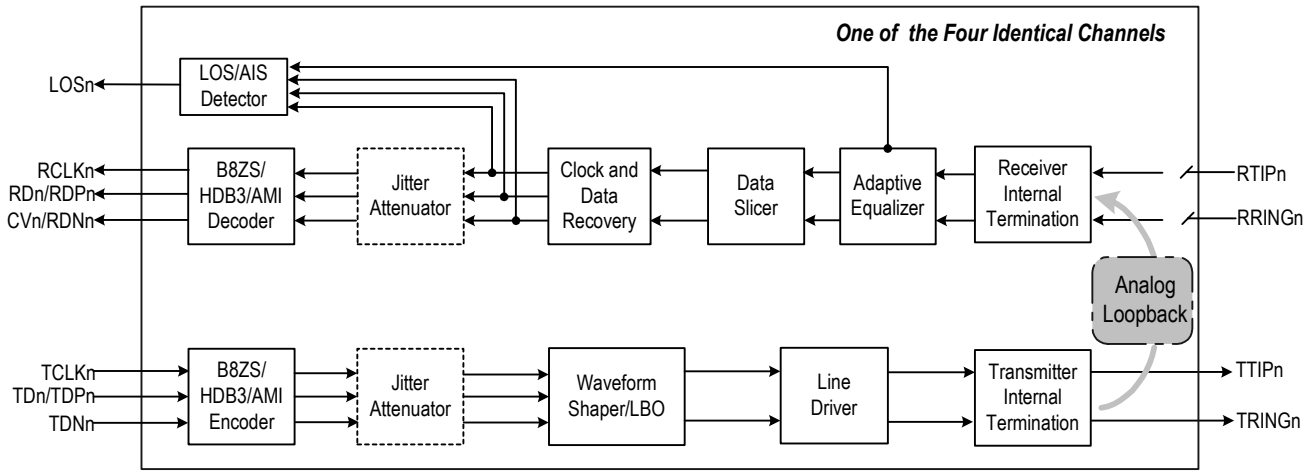 One of the Four Identical Channels
LOSn
LOS/AIS
Detector
RCLKn
RDn/RDPn
CVn/RDNn
B8ZS/
HDB3/AMI
Decoder
Jitter
Attenuator
Clock and
Data
Recovery
Data
Slicer
Adaptive
Equalizer
Receiver
Internal
Termination
RTIPn
RRINGn
Analog
Loopback
TCLKn
TDn/TDPn
TDNn
B8ZS/
HDB3/AMI
Encoder
Jitter
Attenuator
Waveform
Shaper/LBO
Line
Driver
Transmitter
Internal
Termination
TTIPn
TRINGn